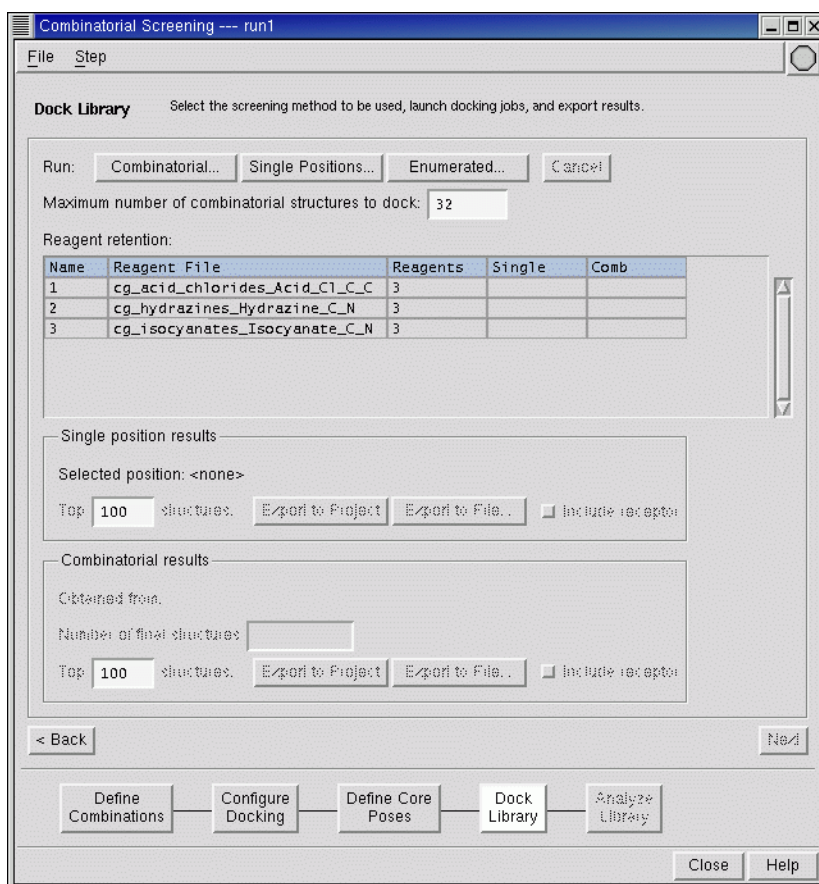 Combinatorial Screening --- run1
File Step
Dock Library Select the screening method to be used, launch docking jobs, and export results.
Run: Combinatorial... Single Positions... Enumerated... Cancel
Maximum number of combinatorial structures to dock: 32
Reagent retention:
Name Reagent File Reagents Single Comb
1 cg_acid_chlorides_Acid_Cl_C_C 3
2 cg_hydrazines_Hydrazine_C_N 3
3 cg_isocyanates_Isocyanate_C_N 3
Single position results
Selected position: <none>
Top 100 structures. Export to Project Export to File... Include receptor
Combinatorial results
Obtained from:
Number of final structures
Top 100 structures. Export to Project Export to File... Include receptor
< Back Next
Define Combinations Configure Docking Define Core Poses Dock Library Analyze Library
Close Help